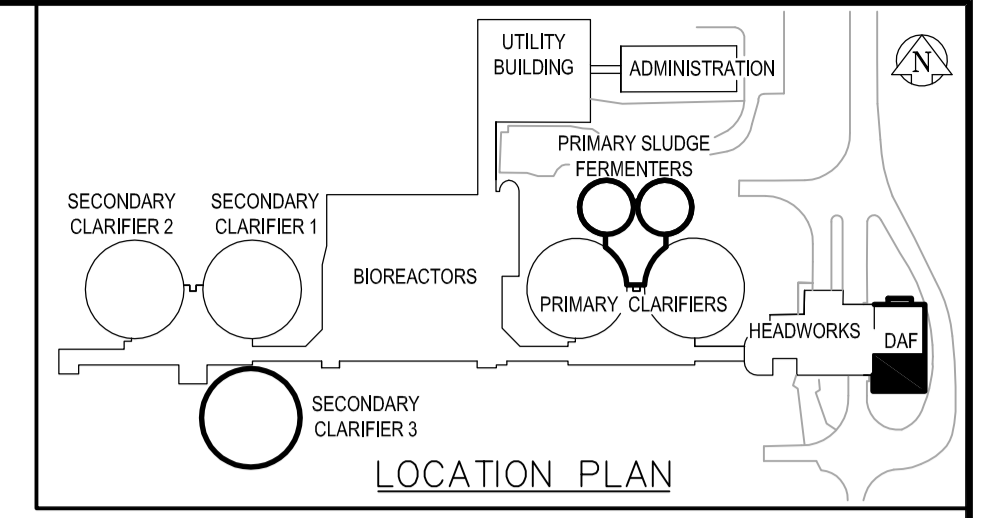 UTILITY
BUILDING
ADMINISTRATION
N
PRIMARY SLUDGE
FERMENTERS
SECONDARY
CLARIFIER 2
SECONDARY
CLARIFIER 1
BIOREACTORS
PRIMARY CLARIFIERS
HEADWORKS
DAF
SECONDARY
CLARIFIER 3
LOCATION PLAN